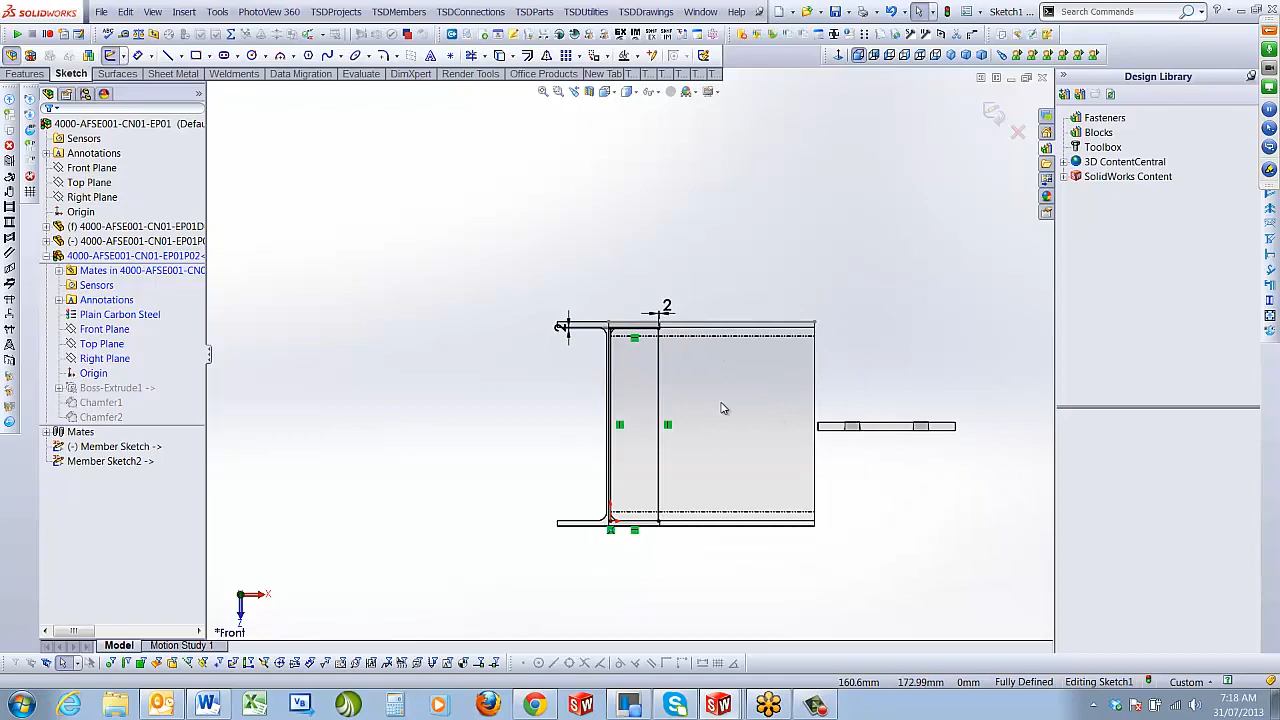 SOLIDWORKS File Edit View Insert Tools PhotoView 360 TSDProjects TSDMembers TSDConnections TSDParts TSDUtilities TSDDrawings Window Sketch1 ... Search Commands
Features Sketch Surfaces Sheet Metal Weldments Data Migration Evaluate DimXpert Render Tools Office Products New Tab T... T... T... T... T...
Design Library
4000-AFSE001-CN01-EP01 (Defau
Sensors
Annotations
Front Plane
Top Plane
Right Plane
Origin
(f) 4000-AFSE001-CN01-EP01D
(-) 4000-AFSE001-CN01-EP01P0
4000-AFSE001-CN01-EP01P02<
Mates in 4000-AFSE001-CN0
Sensors
Annotations
Plain Carbon Steel
Front Plane
Top Plane
Right Plane
Origin
Boss-Extrude1 ->
Chamfer1
Chamfer2
Mates
(-) Member Sketch ->
Member Sketch2 ->
Fasteners
Blocks
Toolbox
3D ContentCentral
SolidWorks Content
2
2
X
Z
*Front
Model Motion Study 1
160.6mm 172.99mm 0mm Fully Defined Editing Sketch1 Custom
7:18 AM
31/07/2013